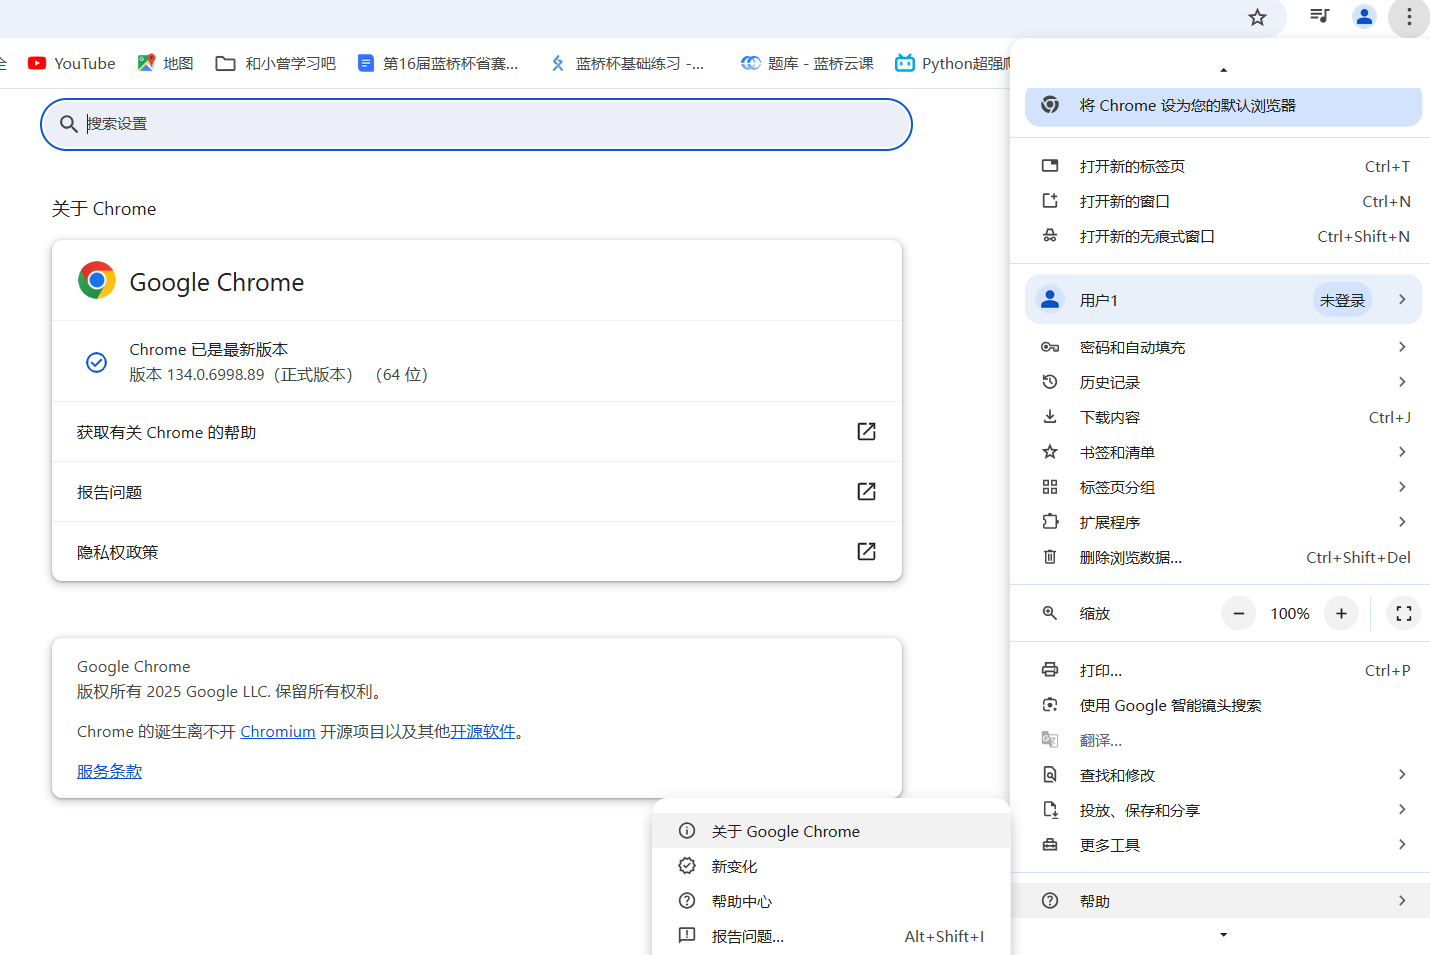 YouTube
地图
和小曾学习吧
第16届蓝桥杯省赛...
蓝桥杯基础练习 -...
题库 - 蓝桥云课
Python超强
搜索设置
关于 Chrome
Google Chrome
Chrome 已是最新版本
版本 134.0.6998.89（正式版本） （64 位）
获取有关 Chrome 的帮助
报告问题
隐私权政策
Google Chrome
版权所有 2025 Google LLC. 保留所有权利。
Chrome 的诞生离不开 Chromium 开源项目以及其他开源软件。
服务条款
将 Chrome 设为您的默认浏览器
打开新的标签页 Ctrl+T
打开新的窗口 Ctrl+N
打开新的无痕式窗口 Ctrl+Shift+N
用户1 未登录
密码和自动填充
历史记录
下载内容 Ctrl+J
书签和清单
标签页分组
扩展程序
删除浏览数据... Ctrl+Shift+Del
缩放 − 100% +
打印... Ctrl+P
使用 Google 智能镜头搜索
翻译...
查找和修改
投放、保存和分享
更多工具
帮助
关于 Google Chrome
新变化
帮助中心
报告问题... Alt+Shift+I